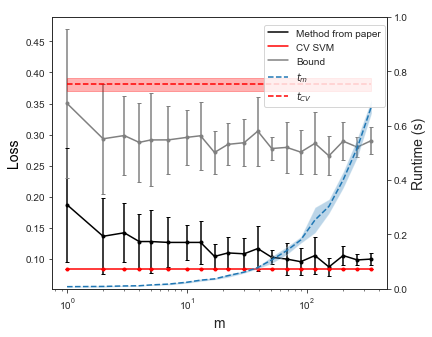 Method from paper
CV SVM
Bound
t_m
t_CV
Loss
0.45
0.40
0.35
0.30
0.25
0.20
0.15
0.10
1.0
0.8
0.6
0.4
0.2
0.0
Runtime (s)
10^0
10^1
10^2
m